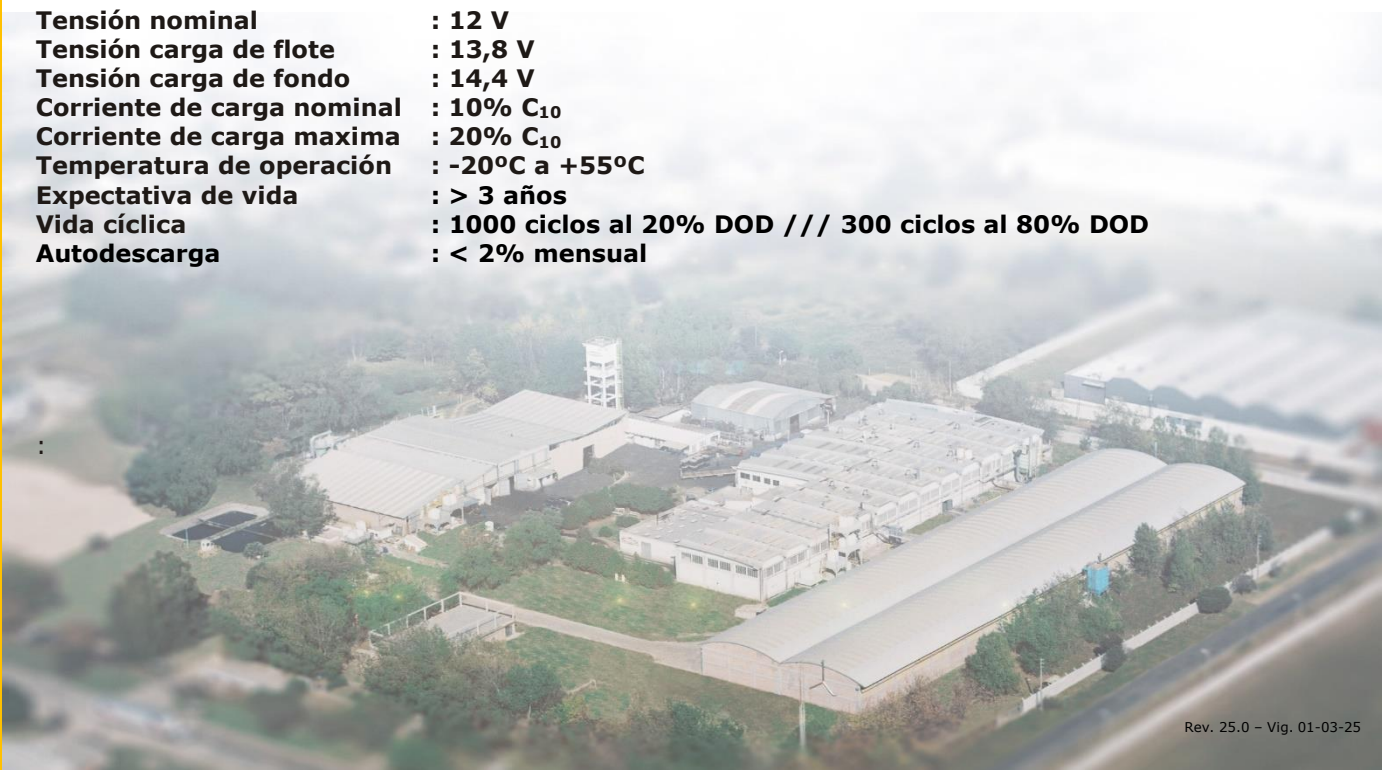 Tensión nominal : 12 V
Tensión carga de flote : 13,8 V
Tensión carga de fondo : 14,4 V
Corriente de carga nominal : 10% C₁₀
Corriente de carga maxima : 20% C₁₀
Temperatura de operación : -20ºC a +55ºC
Expectativa de vida : > 3 años
Vida cíclica : 1000 ciclos al 20% DOD /// 300 ciclos al 80% DOD
Autodescarga : < 2% mensual
:
Rev. 25.0 – Vig. 01-03-25